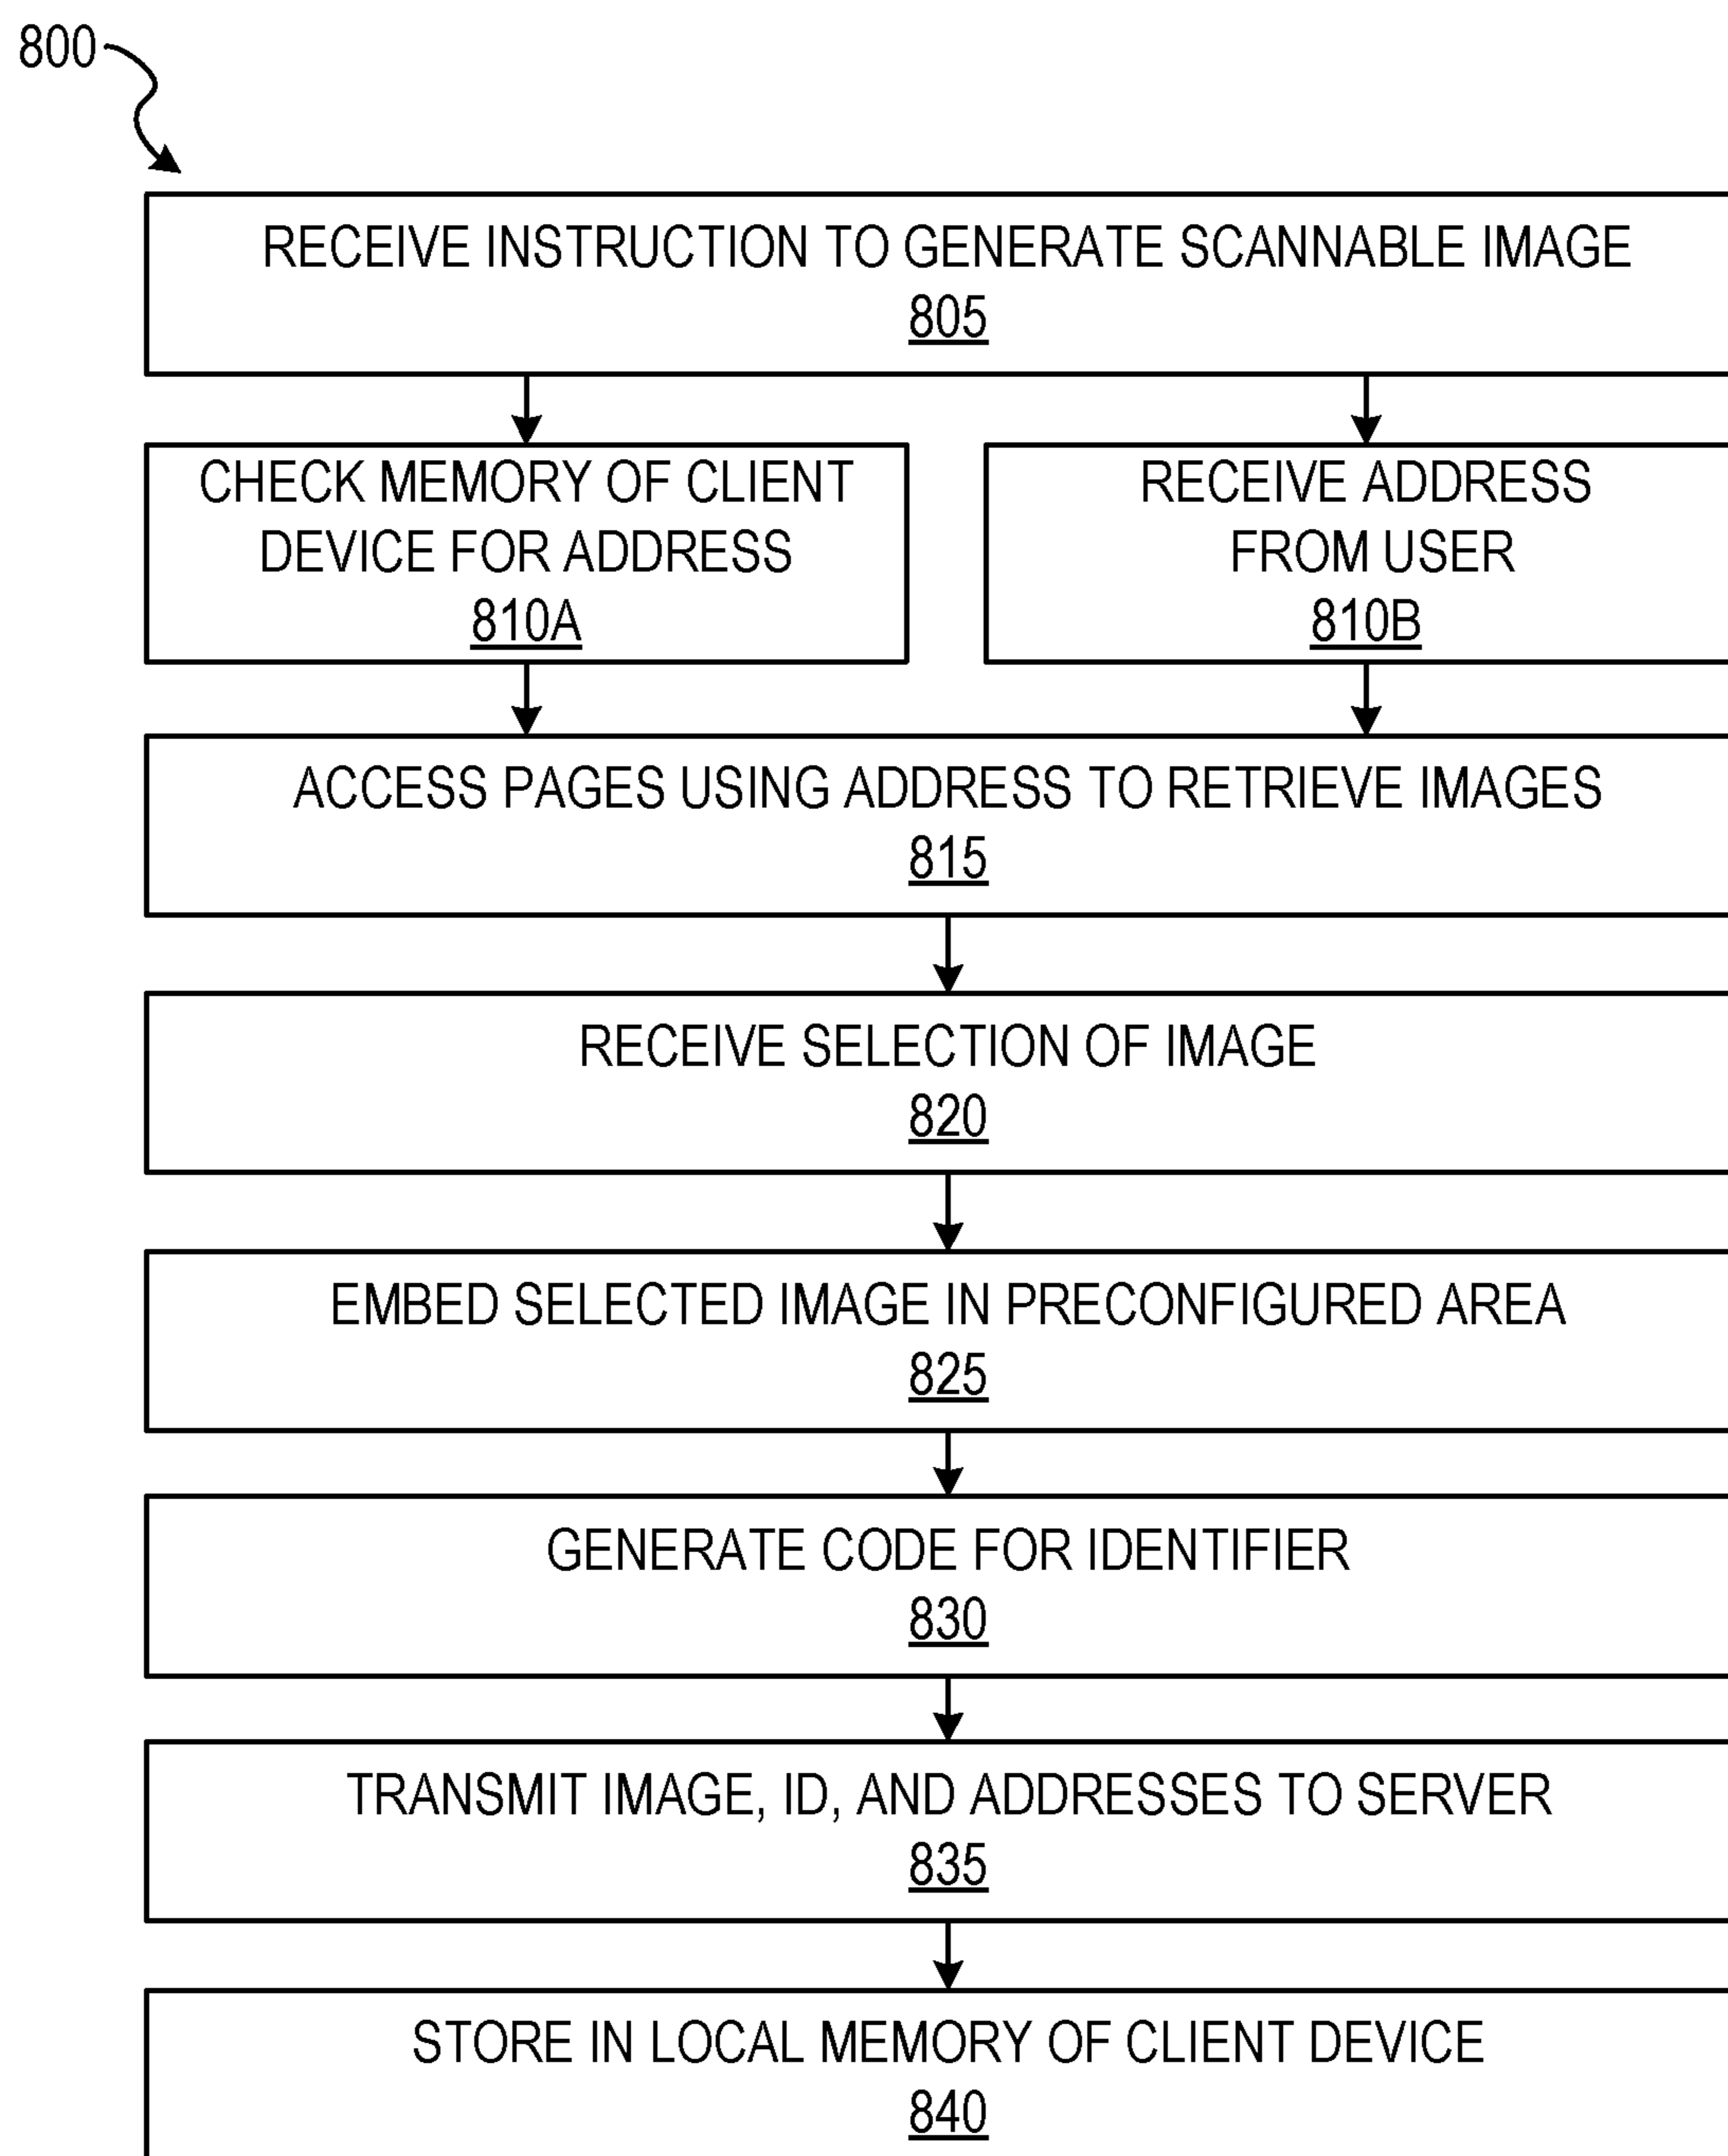 800
RECEIVE INSTRUCTION TO GENERATE SCANNABLE IMAGE
805
CHECK MEMORY OF CLIENT
DEVICE FOR ADDRESS
810A
RECEIVE ADDRESS
FROM USER
810B
ACCESS PAGES USING ADDRESS TO RETRIEVE IMAGES
815
RECEIVE SELECTION OF IMAGE
820
EMBED SELECTED IMAGE IN PRECONFIGURED AREA
825
GENERATE CODE FOR IDENTIFIER
830
TRANSMIT IMAGE, ID, AND ADDRESSES TO SERVER
835
STORE IN LOCAL MEMORY OF CLIENT DEVICE
840